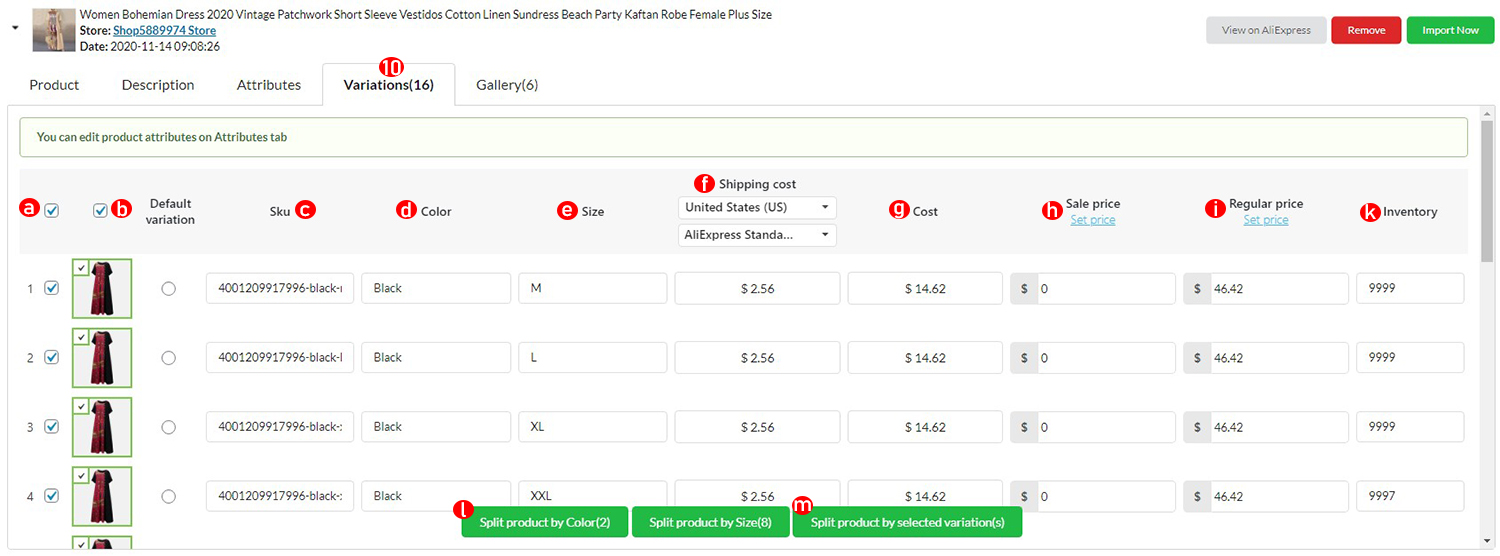 Women Bohemian Dress 2020 Vintage Patchwork Short Sleeve Vestidos Cotton Linen Sundress Beach Party Kaftan Robe Female Plus Size
Store: Shop5889974 Store
Date: 2020-11-14 09:08:26
View on AliExpress Remove Import Now
10
Product Description Attributes Variations(16) Gallery(6)
You can edit product attributes on Attributes tab
a b Default variation Sku c d Color e Size f Shipping cost g Cost h Sale price i Regular price k Inventory
United States (US) Set price Set price
AliExpress Standa...
1 4001209917996-black- Black M $ 2.56 $ 14.62 $ 0 $ 46.42 9999
2 4001209917996-black- Black L $ 2.56 $ 14.62 $ 0 $ 46.42 9999
3 4001209917996-black- Black XL $ 2.56 $ 14.62 $ 0 $ 46.42 9999
4 4001209917996-black- Black XXL $ 2.56 $ 14.62 $ 0 $ 46.42 9997
l m
Split product by Color(2) Split product by Size(8) Split product by selected variation(s)